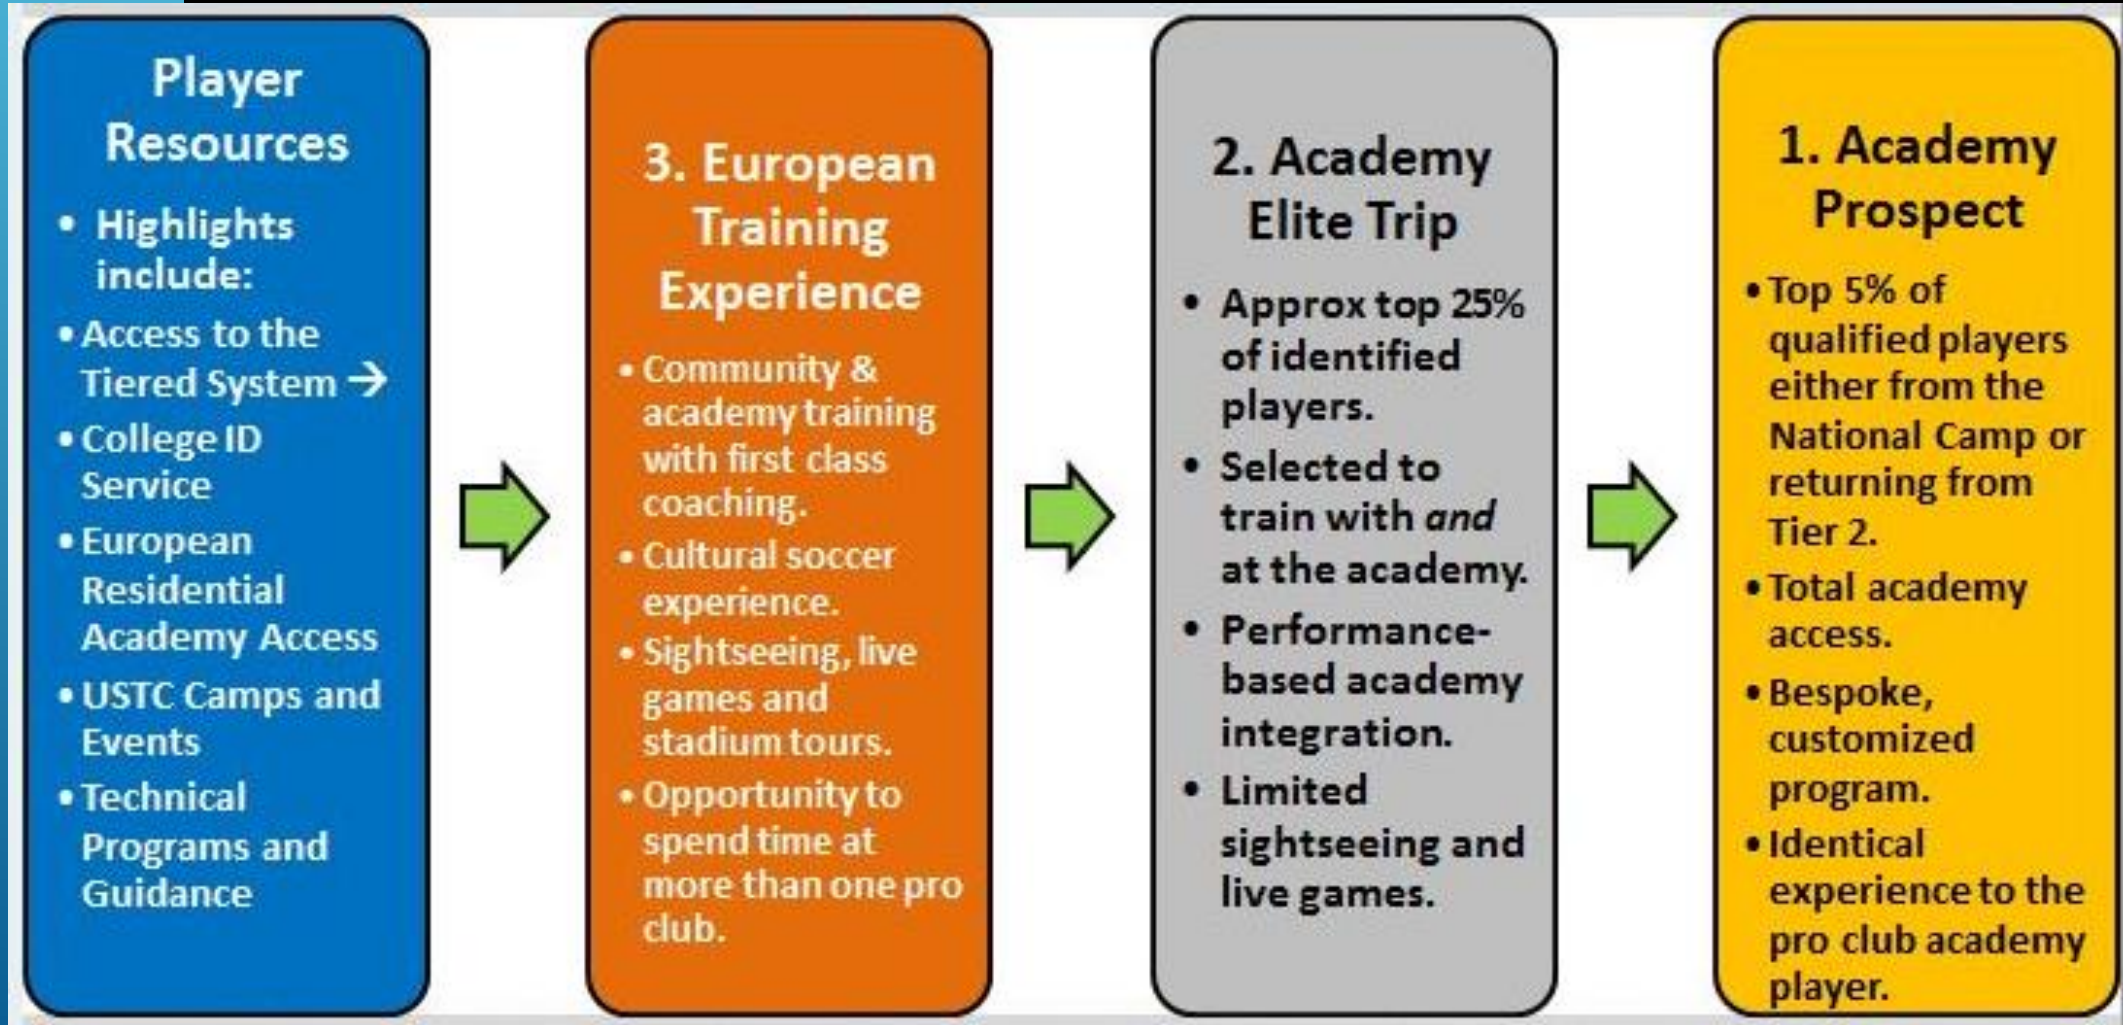 Player
Resources
• Highlights
include:
• Access to the
Tiered System →
• College ID
Service
• European
Residential
Academy Access
• USTC Camps and
Events
• Technical
Programs and
Guidance
3. European
Training
Experience
• Community &
academy training
with first class
coaching.
• Cultural soccer
experience.
• Sightseeing, live
games and
stadium tours.
• Opportunity to
spend time at
more than one pro
club.
2. Academy
Elite Trip
• Approx top 25%
of identified
players.
• Selected to
train with and
at the academy.
• Performance-
based academy
integration.
• Limited
sightseeing and
live games.
1. Academy
Prospect
• Top 5% of
qualified players
either from the
National Camp or
returning from
Tier 2.
• Total academy
access.
• Bespoke,
customized
program.
• Identical
experience to the
pro club academy
player.